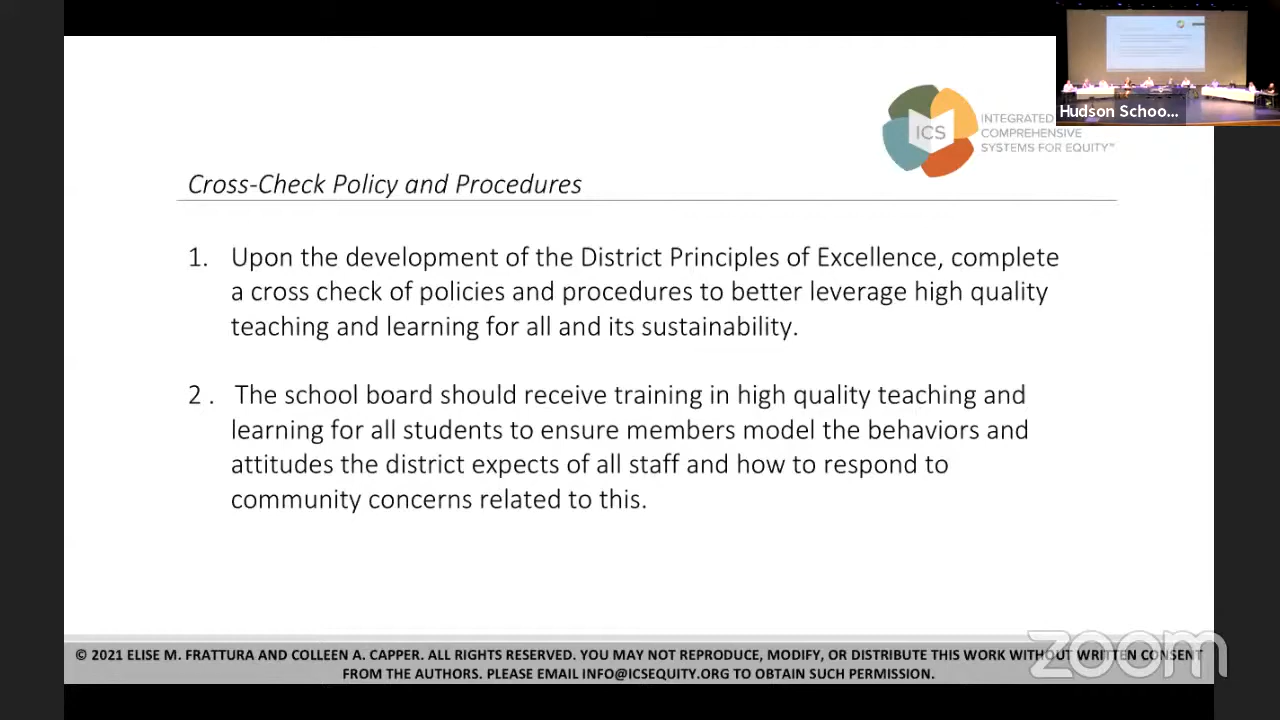 Hudson Schoo...
ICS
INTEGRATED
COMPREHENSIVE
SYSTEMS FOR EQUITY™
Cross-Check Policy and Procedures
1. Upon the development of the District Principles of Excellence, complete
a cross check of policies and procedures to better leverage high quality
teaching and learning for all and its sustainability.
2 . The school board should receive training in high quality teaching and
learning for all students to ensure members model the behaviors and
attitudes the district expects of all staff and how to respond to
community concerns related to this.
© 2021 ELISE M. FRATTURA AND COLLEEN A. CAPPER. ALL RIGHTS RESERVED. YOU MAY NOT REPRODUCE, MODIFY, OR DISTRIBUTE THIS WORK WITHOUT WRITTEN CONSENT
FROM THE AUTHORS. PLEASE EMAIL INFO@ICSEQUITY.ORG TO OBTAIN SUCH PERMISSION.
zoom